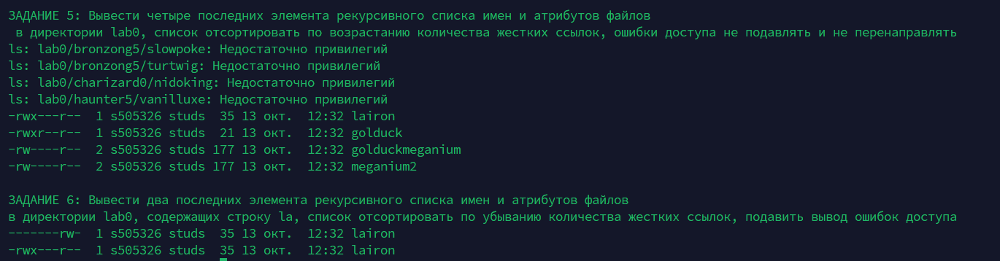 ЗАДАНИЕ 5: Вывести четыре последних элемента рекурсивного списка имен и атрибутов файлов
в директории lab0, список отсортировать по возрастанию количества жестких ссылок, ошибки доступа не подавлять и не перенаправлять
ls: lab0/bronzong5/slowpoke: Недостаточно привилегий
ls: lab0/bronzong5/turtwig: Недостаточно привилегий
ls: lab0/charizard0/nidoking: Недостаточно привилегий
ls: lab0/haunter5/vanilluxe: Недостаточно привилегий
-rwx---r--  1 s505326 studs  35 13 окт.  12:32 lairon
-rwxr--r--  1 s505326 studs  21 13 окт.  12:32 golduck
-rw----r--  2 s505326 studs 177 13 окт.  12:32 golduckmeganium
-rw----r--  2 s505326 studs 177 13 окт.  12:32 meganium2
ЗАДАНИЕ 6: Вывести два последних элемента рекурсивного списка имен и атрибутов файлов
в директории lab0, содержащих строку la, список отсортировать по убыванию количества жестких ссылок, подавить вывод ошибок доступа
-------rw-  1 s505326 studs  35 13 окт.  12:32 lairon
-rwx---r--  1 s505326 studs  35 13 окт.  12:32 lairon